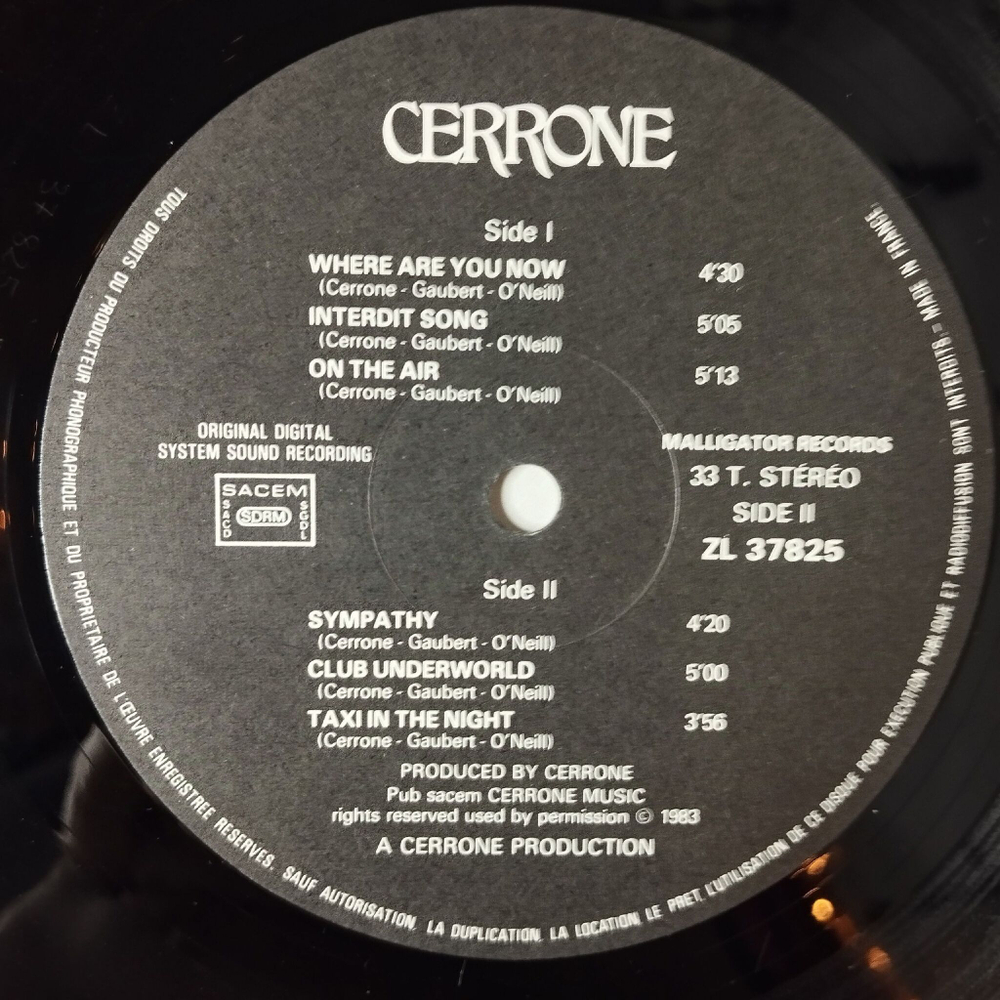 CERRONE
Side I
WHERE ARE YOU NOW 4'30
(Cerrone - Gaubert - O'Neill)
INTERDIT SONG 5'05
(Cerrone - Gaubert - O'Neill)
ON THE AIR 5'13
(Cerrone - Gaubert - O'Neill)
ORIGINAL DIGITAL
SYSTEM SOUND RECORDING
SACEM
SACD
SDRM
SGDL
MALLIGATOR RECORDS
33 T. STÉRÉO
SIDE II
ZL 37825
Side II
SYMPATHY 4'20
(Cerrone - Gaubert - O'Neill)
CLUB UNDERWORLD 5'00
(Cerrone - Gaubert - O'Neill)
TAXI IN THE NIGHT 3'56
(Cerrone - Gaubert - O'Neill)
PRODUCED BY CERRONE
Pub sacem CERRONE MUSIC
rights reserved used by permission © 1983
A CERRONE PRODUCTION
TOUS DROITS DU PRODUCTEUR PHONOGRAPHIQUE ET DU PROPRIETAIRE DE L'ŒUVRE ENREGISTREE RESERVES. SAUF AUTORISATION, LA DUPLICATION, LA LOCATION, LE PRET, L'UTILISATION DE CE DISQUE POUR EXECUTION PUBLIQUE ET RADIODIFFUSION SONT INTERDITS. - MADE IN FRANCE.